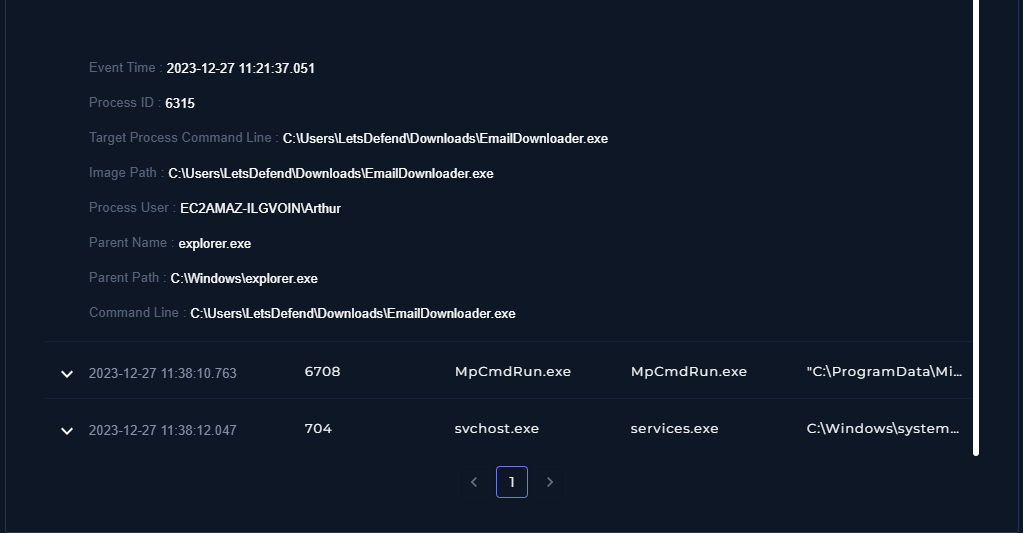 Event Time : 2023-12-27 11:21:37.051
Process ID : 6315
Target Process Command Line : C:\Users\LetsDefend\Downloads\EmailDownloader.exe
Image Path : C:\Users\LetsDefend\Downloads\EmailDownloader.exe
Process User : EC2AMAZ-ILGVOIN\Arthur
Parent Name : explorer.exe
Parent Path : C:\Windows\explorer.exe
Command Line : C:\Users\LetsDefend\Downloads\EmailDownloader.exe
2023-12-27 11:38:10.763 6708 MpCmdRun.exe MpCmdRun.exe "C:\ProgramData\Mi...
2023-12-27 11:38:12.047 704 svchost.exe services.exe C:\Windows\system...
1